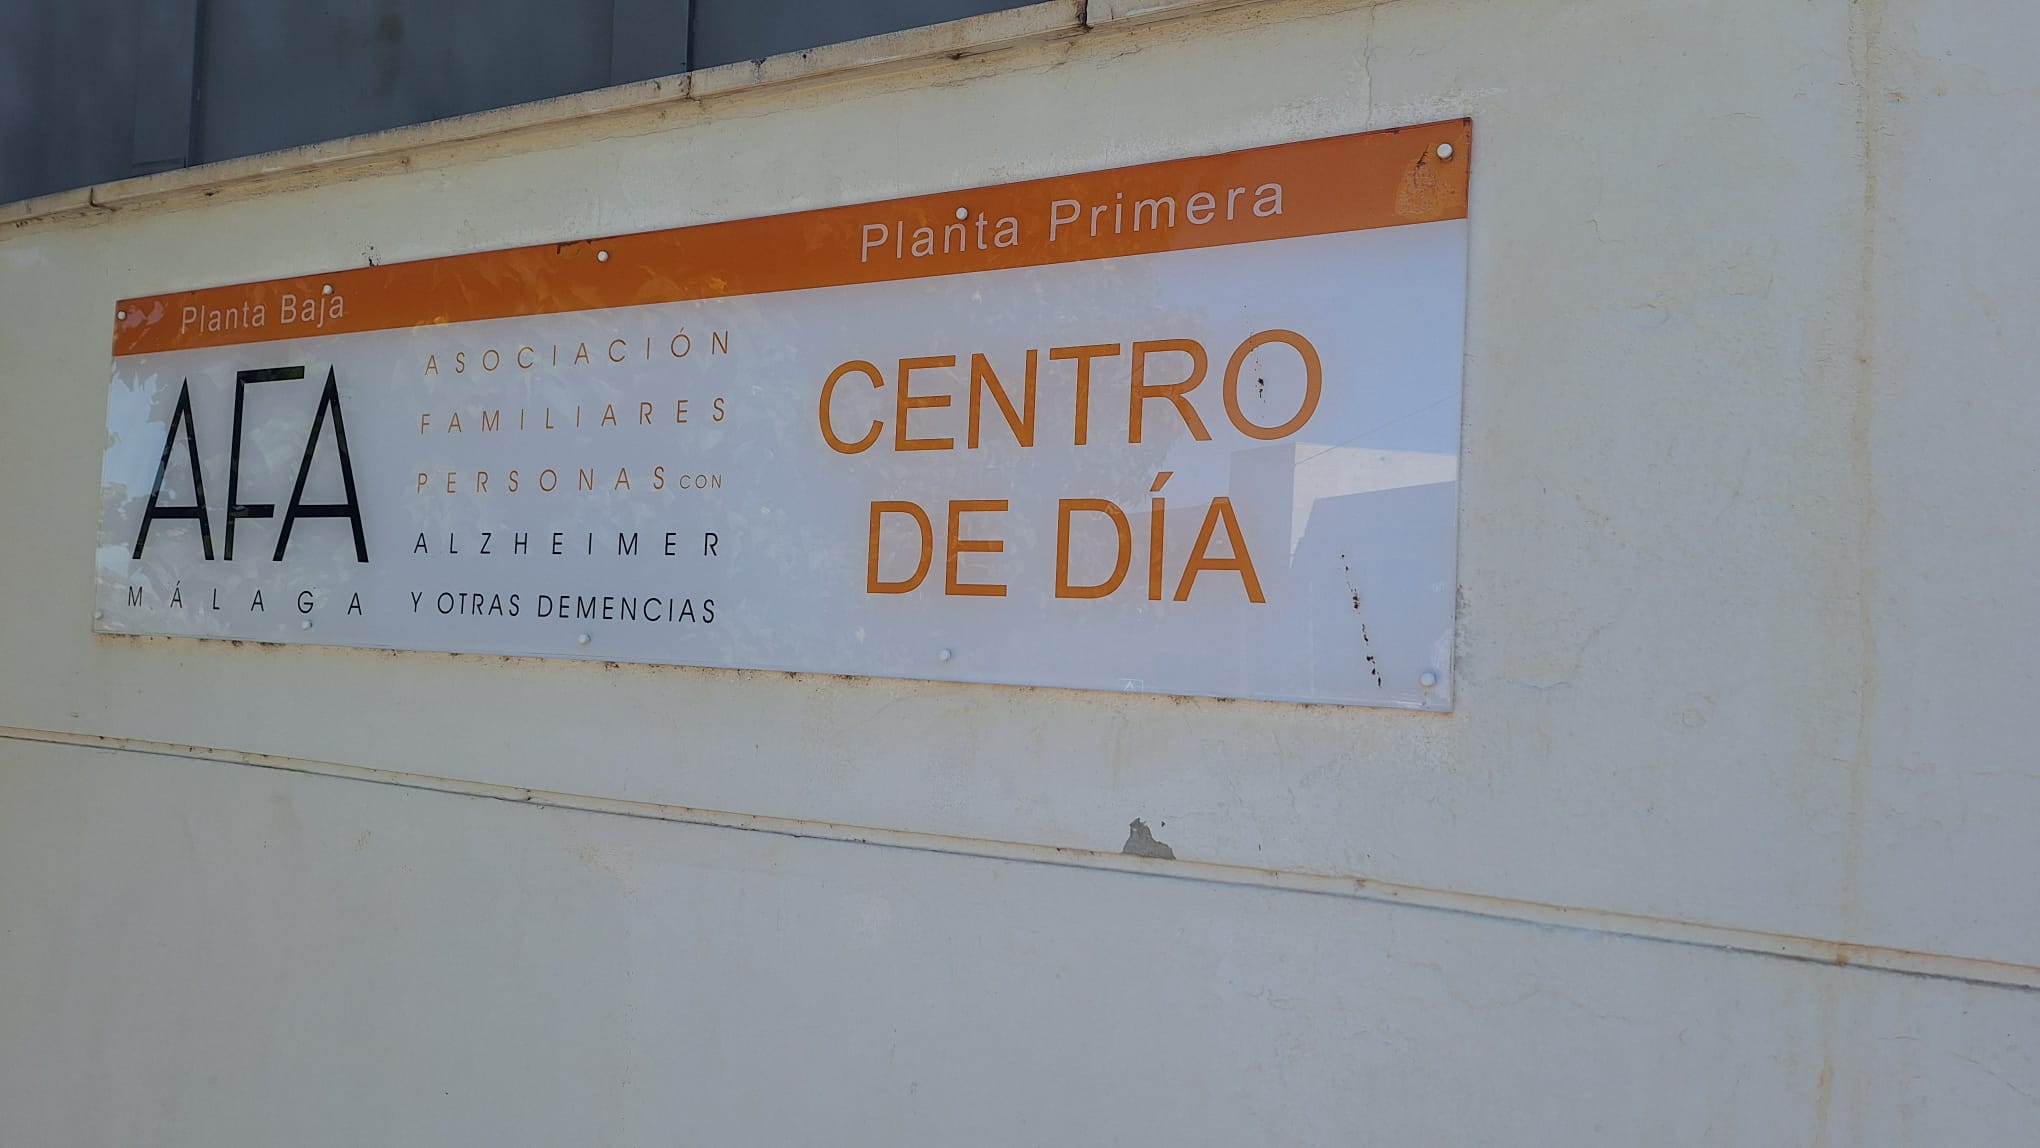 Planta Baja
AFA
MÁLAGA
ASOCIACIÓN
FAMILIARES
PERSONAS CON
ALZHEIMER
Y OTRAS DEMENCIAS
Planta Primera
CENTRO
DE DÍA